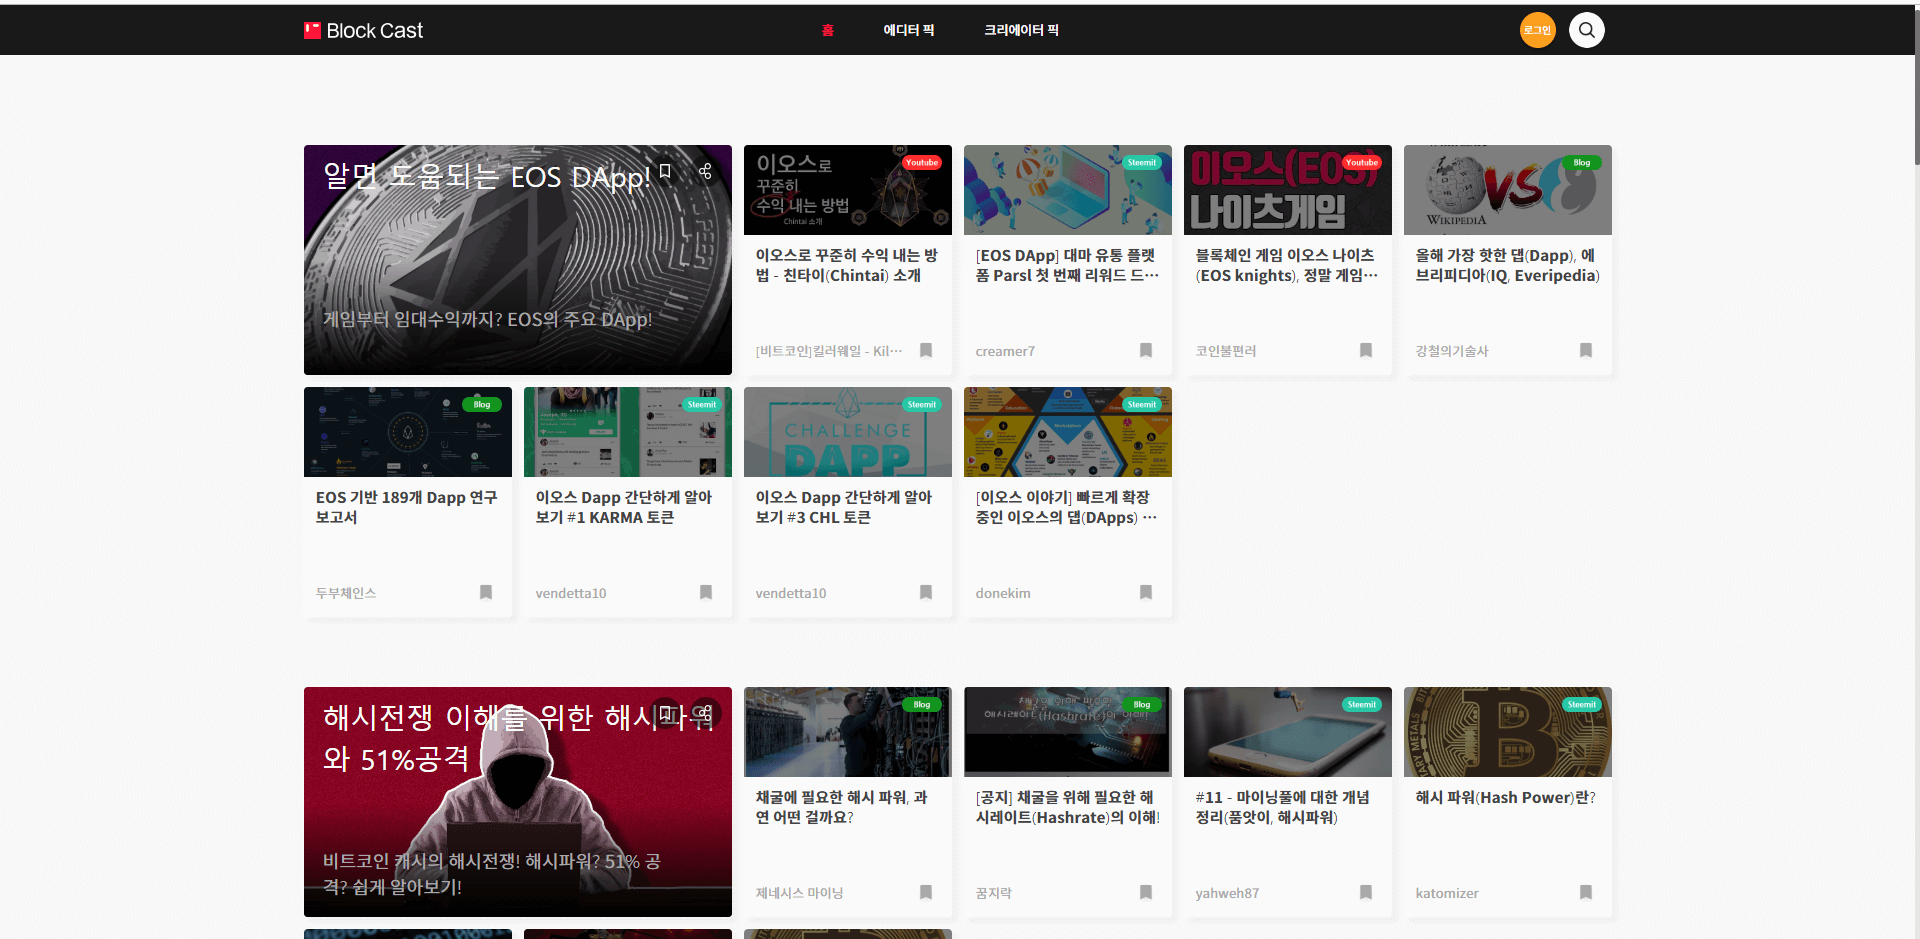 Block Cast
홈
에디터 픽
크리에이터 픽
로그인
알면 도움되는 EOS DApp!
게임부터 임대수익까지? EOS의 주요 DApp!
이오스로
꾸준히
수익 내는 방법
Chintai 소개
Youtube
이오스로 꾸준히 수익 내는 방
법 - 친타이(Chintai) 소개
[비트코인]킬러웨일 - Kil···
Steemit
[EOS DApp] 대마 유통 플랫
폼 Parsl 첫 번째 리워드 드···
creamer7
이오스(EOS)
나이츠게임
Youtube
블록체인 게임 이오스 나이츠
(EOS knights), 정말 게임···
코인불편러
WIKIPEDIA
VS
Blog
올해 가장 핫한 댑(Dapp), 에
브리피디아(IQ, Everipedia)
강철의기술사
Blog
EOS 기반 189개 Dapp 연구
보고서
두부체인스
Steemit
이오스 Dapp 간단하게 알아
보기 #1 KARMA 토큰
vendetta10
Steemit
CHALLENGE
DAPP
이오스 Dapp 간단하게 알아
보기 #3 CHL 토큰
vendetta10
Steemit
[이오스 이야기] 빠르게 확장
중인 이오스의 댑(DApps) ···
donekim
해시전쟁 이해를 위한 해시파워
와 51%공격
비트코인 캐시의 해시전쟁! 해시파워? 51% 공
격? 쉽게 알아보기!
Blog
채굴에 필요한 해시 파워, 과
연 어떤 걸까요?
제네시스 마이닝
Blog
해시레이트(Hashrate)의 이해!
[공지] 채굴을 위해 필요한 해
시레이트(Hashrate)의 이해!
꿈지락
Steemit
#11 - 마이닝풀에 대한 개념
정리(품앗이, 해시파워)
yahweh87
Steemit
해시 파워(Hash Power)란?
katomizer